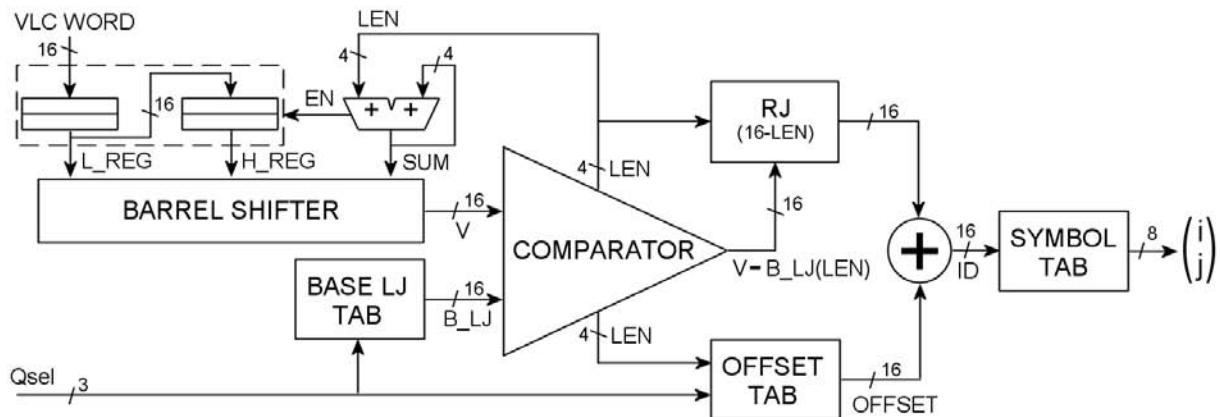 VLC WORD
16
LEN
4
4
16
EN
+ +
L_REG
H_REG
SUM
BARREL SHIFTER
16
V
BASE LJ
TAB
16
B_LJ
COMPARATOR
4
LEN
RJ
(16-LEN)
16
16
V-B_LJ(LEN)
4
LEN
+
16
ID
SYMBOL
TAB
8
(i
j)
Qsel
3
OFFSET
TAB
16
OFFSET